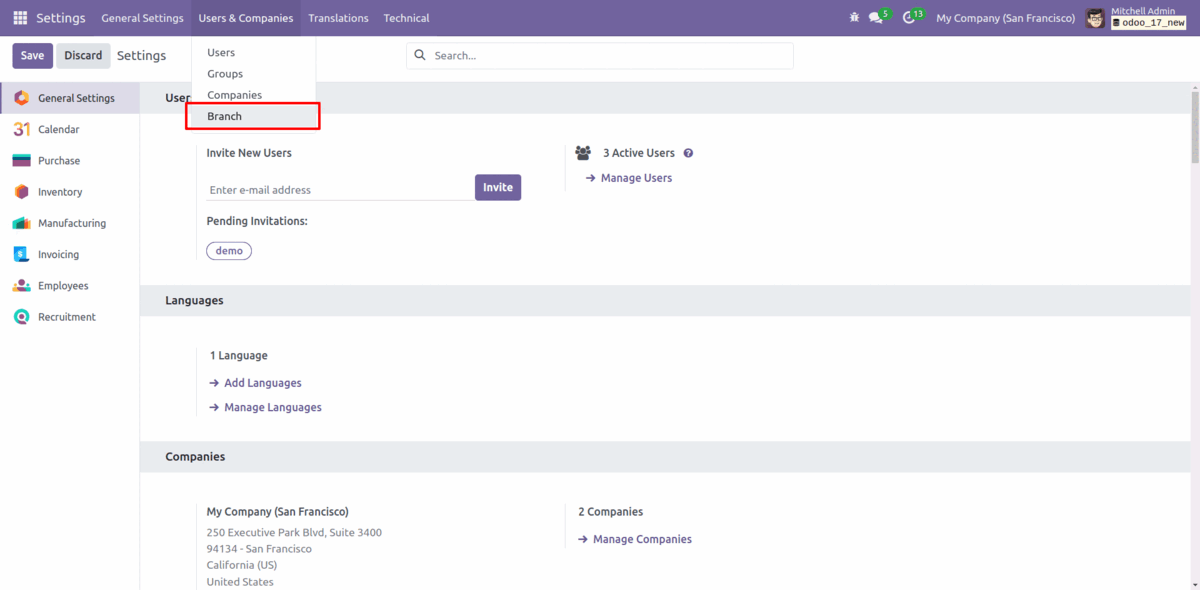 Settings General Settings Users & Companies Translations Technical 5 13 My Company (San Francisco) Mitchell Admin
odoo_17_new
Save Discard Settings Search...
Users
Groups
Companies
Branch
General Settings
31 Calendar
Purchase
Inventory
Manufacturing
Invoicing
Employees
Recruitment
User
Invite New Users
Enter e-mail address Invite
Pending Invitations:
demo
3 Active Users ?
Manage Users
Languages
1 Language
Add Languages
Manage Languages
Companies
My Company (San Francisco)
250 Executive Park Blvd, Suite 3400
94134 - San Francisco
California (US)
United States
2 Companies
Manage Companies